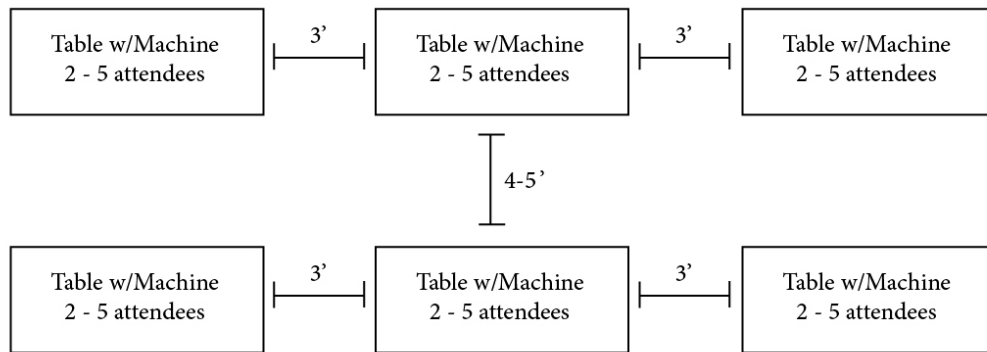 Table w/Machine
2 - 5 attendees
3’
Table w/Machine
2 - 5 attendees
3’
Table w/Machine
2 - 5 attendees
4-5’
Table w/Machine
2 - 5 attendees
3’
Table w/Machine
2 - 5 attendees
3’
Table w/Machine
2 - 5 attendees